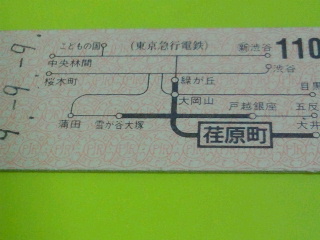 こどもの国 (東京急行電鉄) 新渋谷 110
中央林間 渋谷
桜木町 緑が丘 目黒
大岡山
戸越銀座 五反
蒲田 雪が谷大塚 大井
荏原町
9.-9.-9